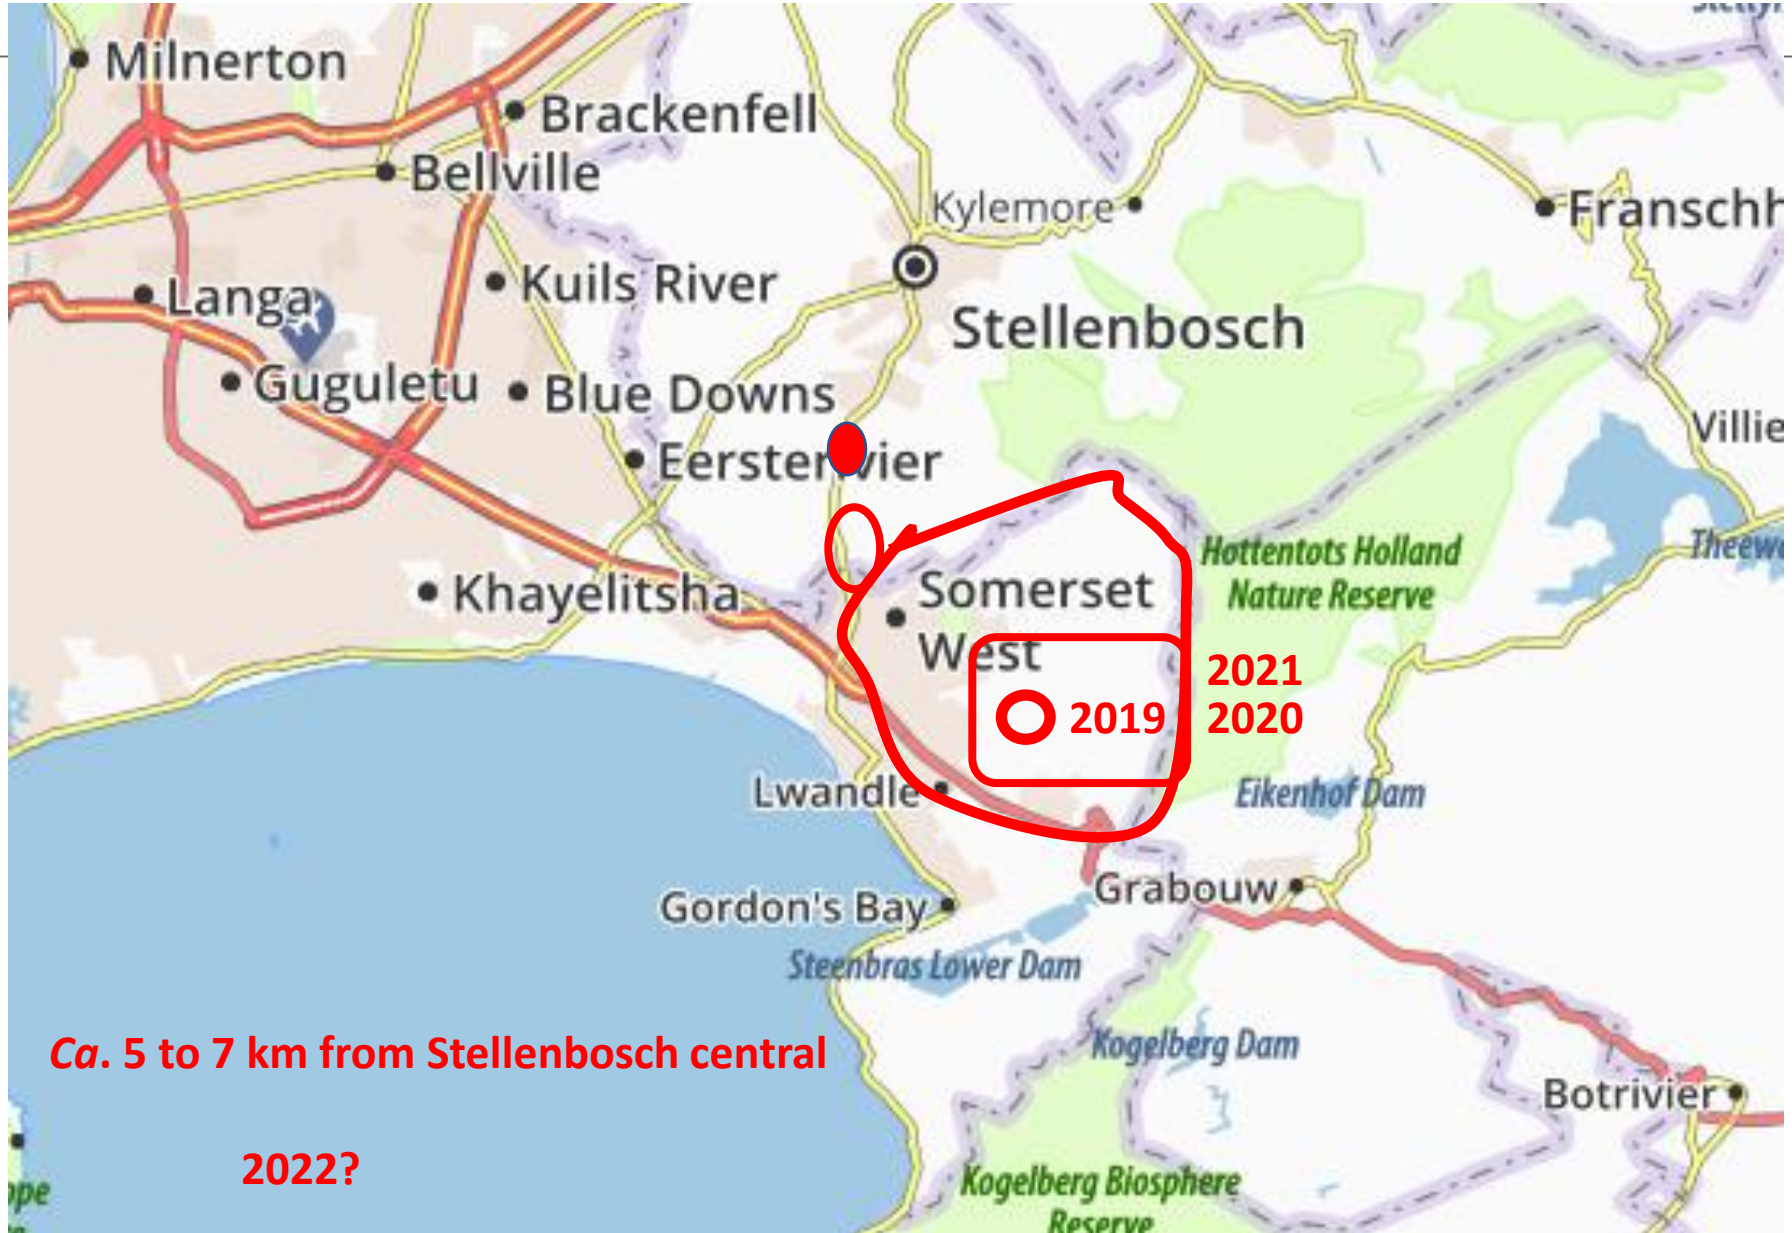 Stelly
Milnerton
Brackenfell
Bellville
Kylemore
Franschh
Langa
Kuils River
Stellenbosch
Guguletu
Blue Downs
Villie
Eersterivier
Hottentots Holland
Nature Reserve
Theewa
Khayelitsha
Somerset
West
2021
2019
2020
Lwandle
Eikenhof Dam
Grabouw
Gordon's Bay
Steenbras Lower Dam
Ca. 5 to 7 km from Stellenbosch central
Kogelberg Dam
Botrivier
2022?
Kogelberg Biosphere
Reserve
ope